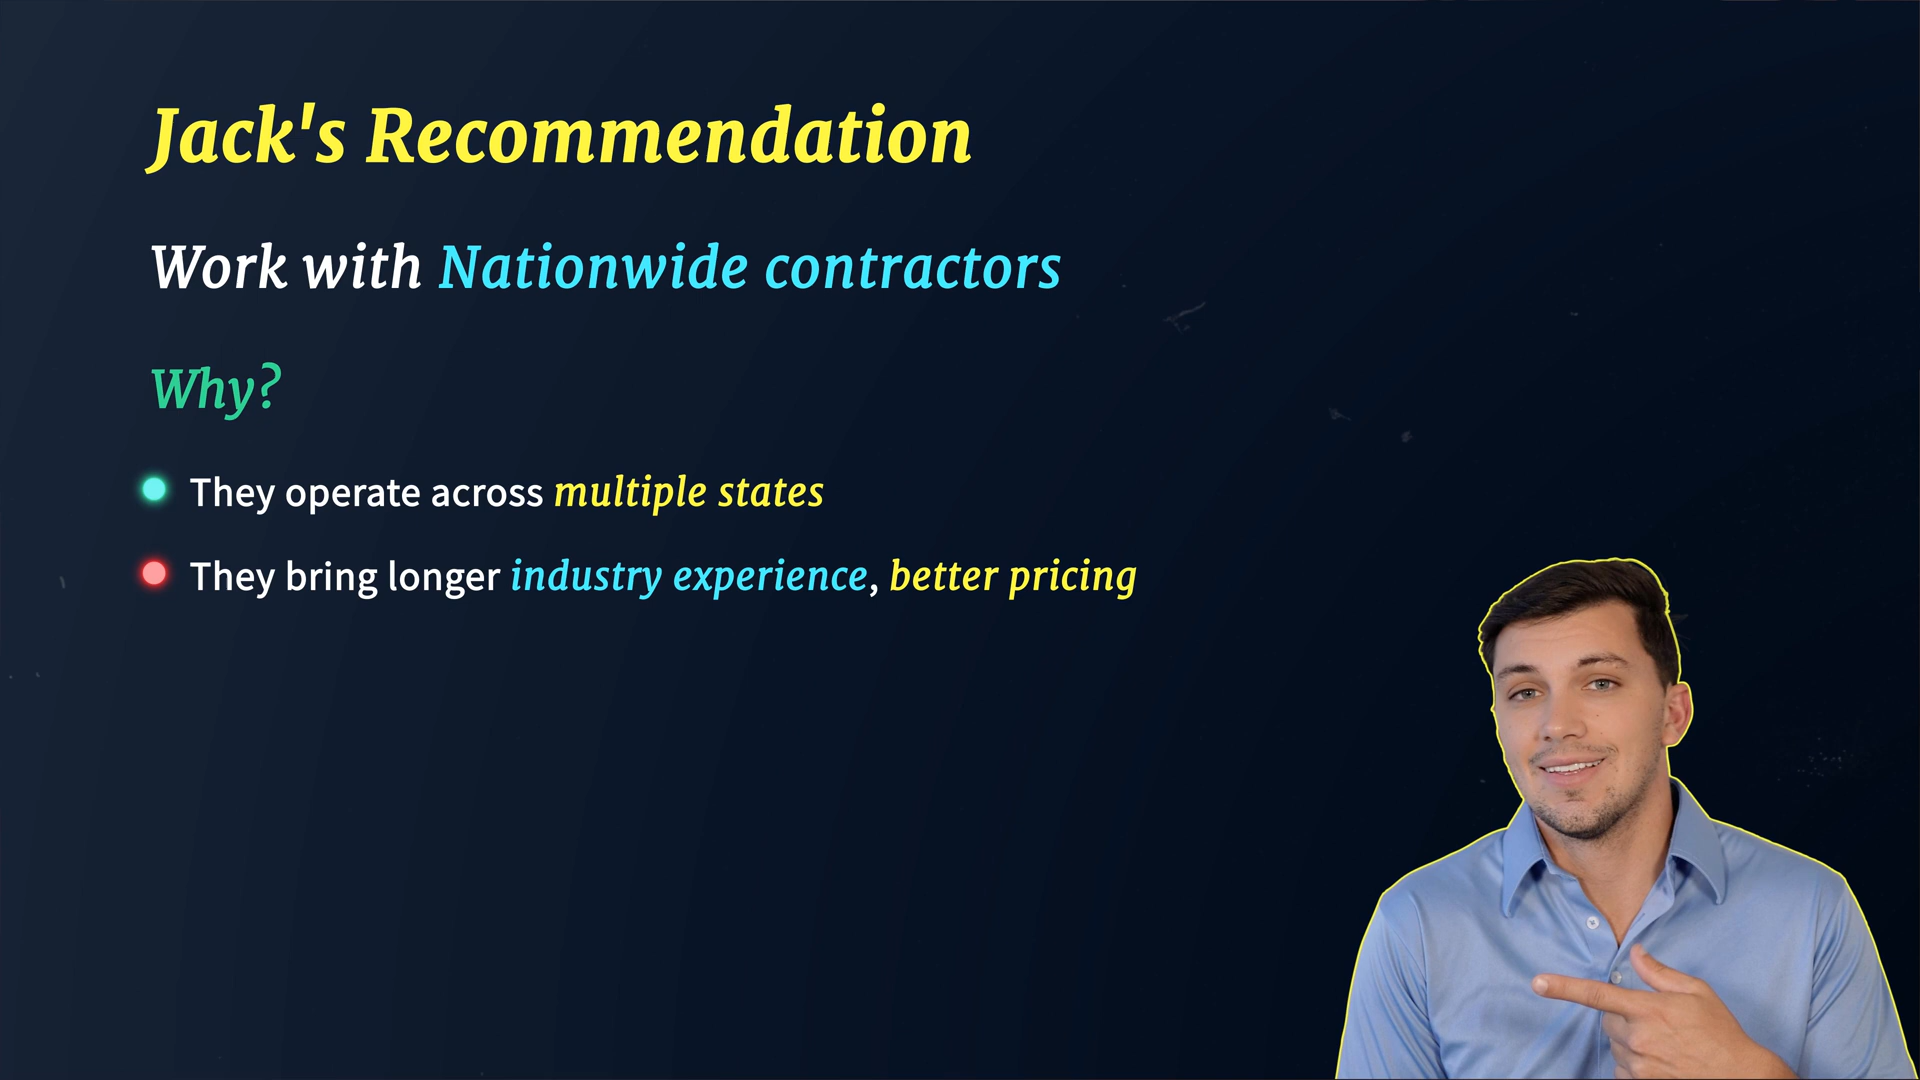 Jack's Recommendation
Work with Nationwide contractors
Why?
They operate across multiple states
They bring longer industry experience, better pricing